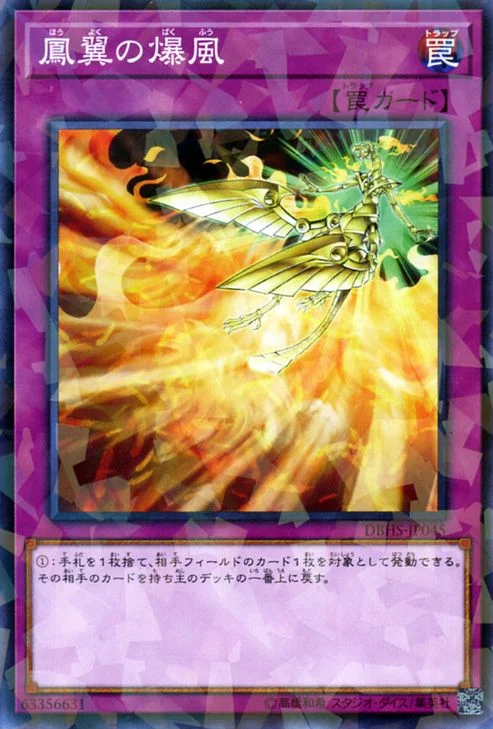 鳳翼の爆風
罠
【罠カード】
DBHS-JP045
①：手札を１枚捨て、相手フィールドのカード１枚を対象として発動できる。
その相手のカードを持ち主のデッキの一番上に戻す。
63356631
©高橋和希 スタジオ・ダイス/集英社